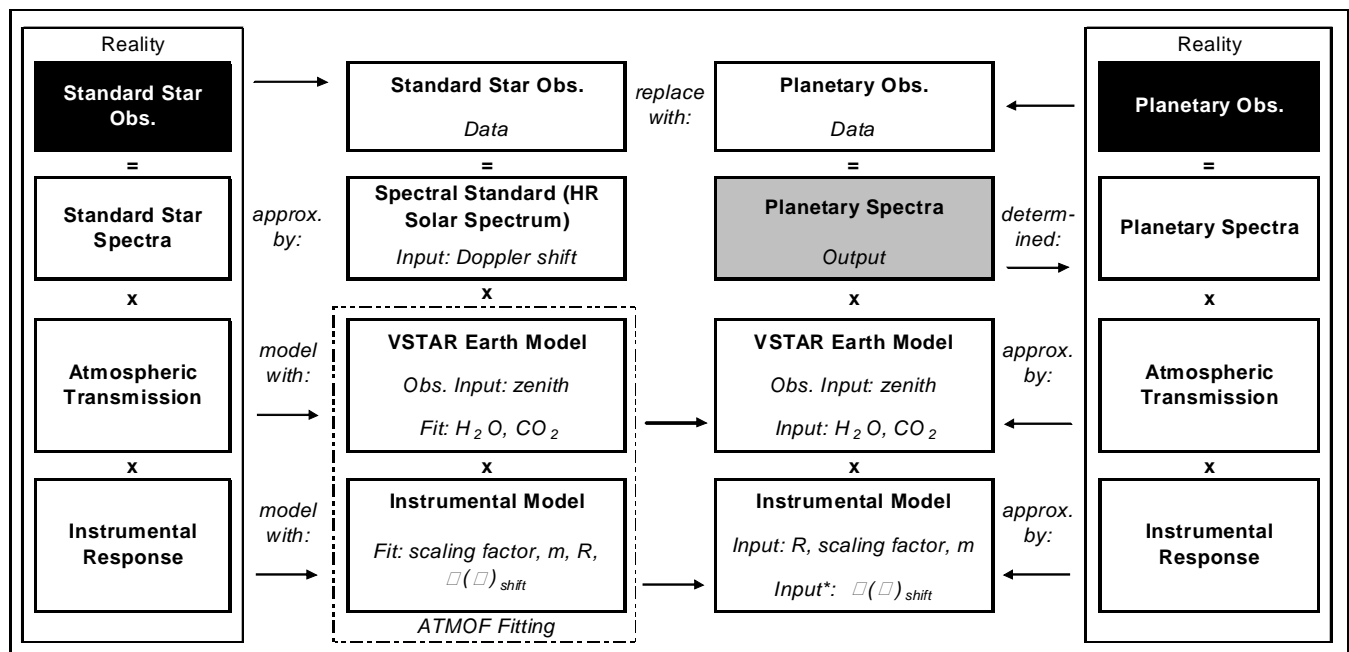 Reality
Standard Star
Obs.
=
Standard Star
Spectra
x
Atmospheric
Transmission
x
Instrumental
Response
approx.
by:
model
with:
model
with:
Standard Star Obs.
Data
=
Spectral Standard (HR
Solar Spectrum)
Input: Doppler shift
x
VSTAR Earth Model
Obs. Input: zenith
Fit: H2O, CO2
x
Instrumental Model
Fit: scaling factor, m, R,
□(□)shift
ATMOF Fitting
replace
with:
Planetary Obs.
Data
=
Planetary Spectra
Output
x
VSTAR Earth Model
Obs. Input: zenith
Input: H2O, CO2
x
Instrumental Model
Input: R, scaling factor, m
Input*: □(□)shift
determ-
ined:
approx.
by:
approx.
by:
Reality
Planetary Obs.
=
Planetary Spectra
x
Atmospheric
Transmission
x
Instrumental
Response